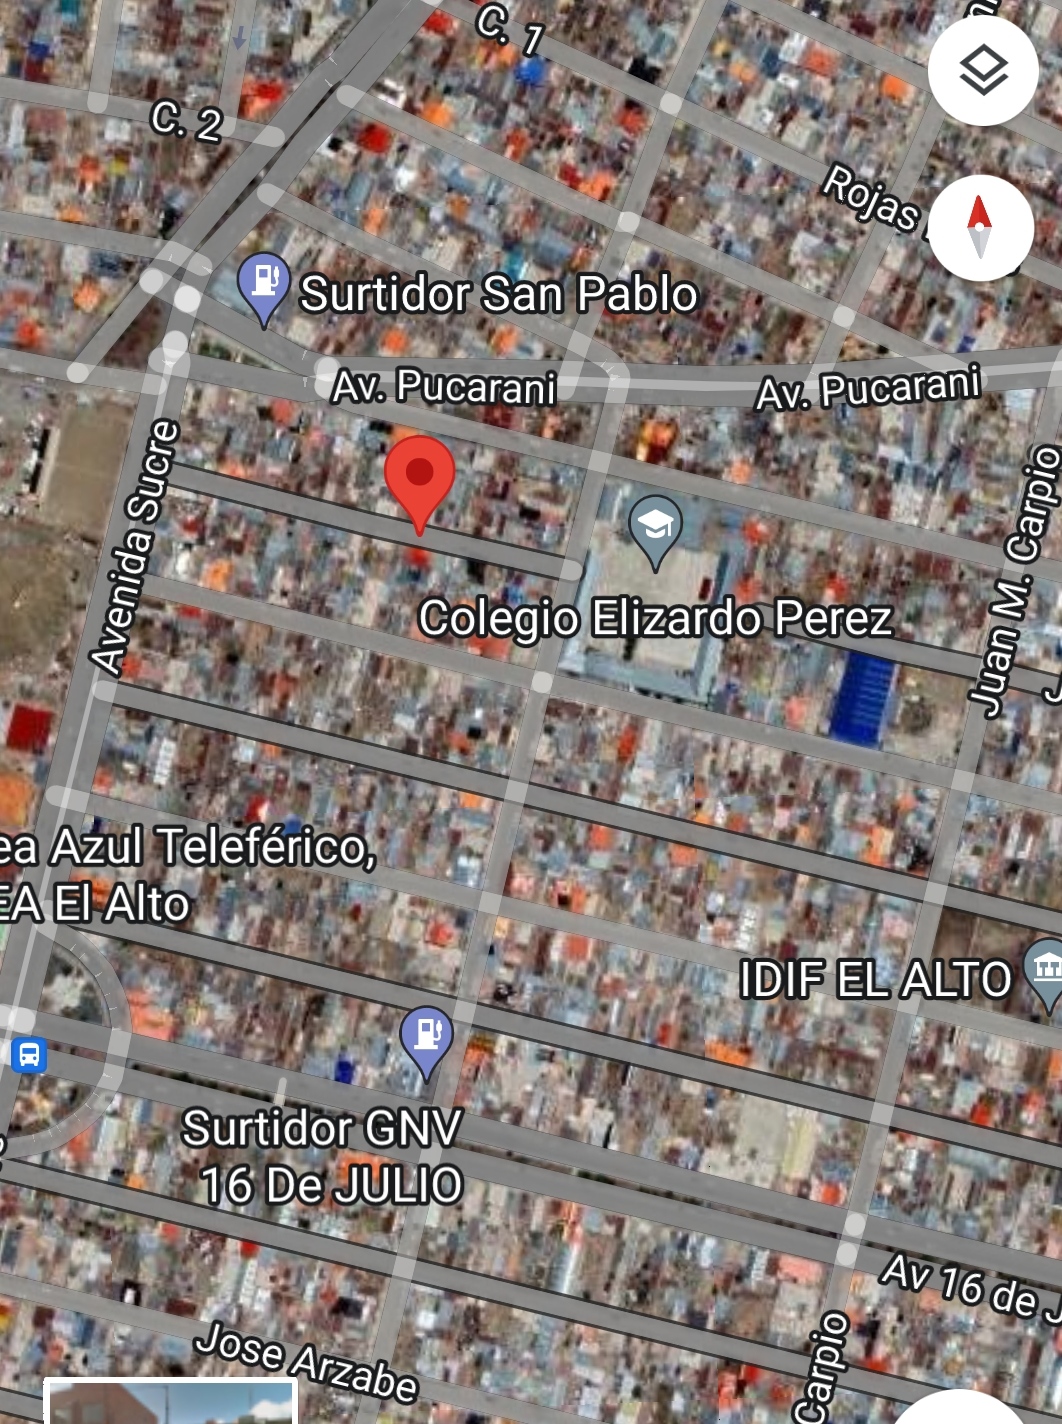 C. 1
C. 2
Rojas
Surtidor San Pablo
Av. Pucarani
Av. Pucarani
Avenida Sucre
Juan M. Carpio
Colegio Elizardo Perez
ea Azul Teleférico,
EA El Alto
IDIF EL ALTO
Surtidor GNV
16 De JULIO
Av 16 de J
Jose Arzabe
Carpio